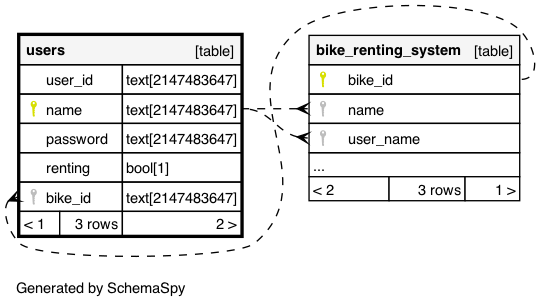 users [table]
user_id text[2147483647]
name text[2147483647]
password text[2147483647]
renting bool[1]
bike_id text[2147483647]
< 1 3 rows 2 >
bike_renting_system [table]
bike_id
name
user_name
...
< 2 3 rows 1 >
Generated by SchemaSpy